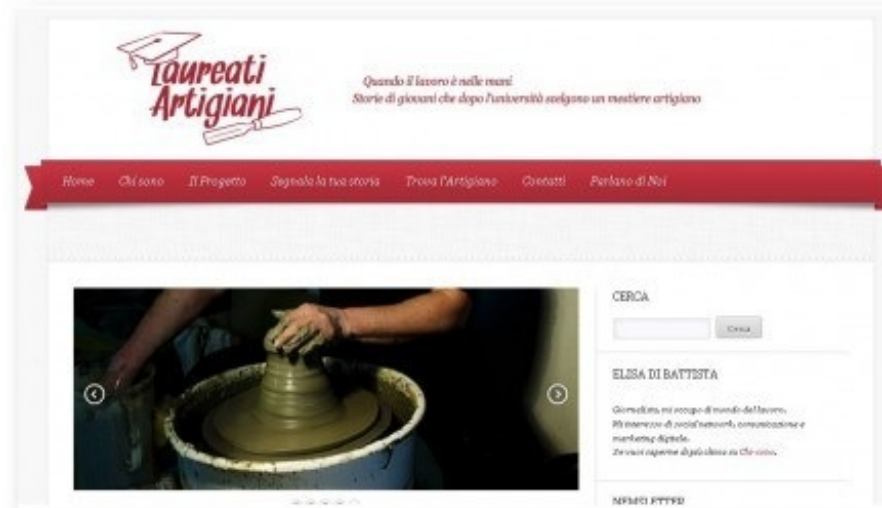 Laureati
Artigiani
Quando il lavoro è nelle mani
Storie di giovani che dopo l'università scelgono un mestiere artigiano
Home Chi sono Il Progetto Segnala la tua storia Trova l'Artigiano Contatti Parlano di Noi
CERCA
Cerca
ELISA DI BATTISTA
Giornalista, mi occupo di mondo del lavoro.
Mi interesso di social network, comunicazione e
marketing digitale.
Se vuoi saperne di più clicca su Chi sono.
NEWSLETTER